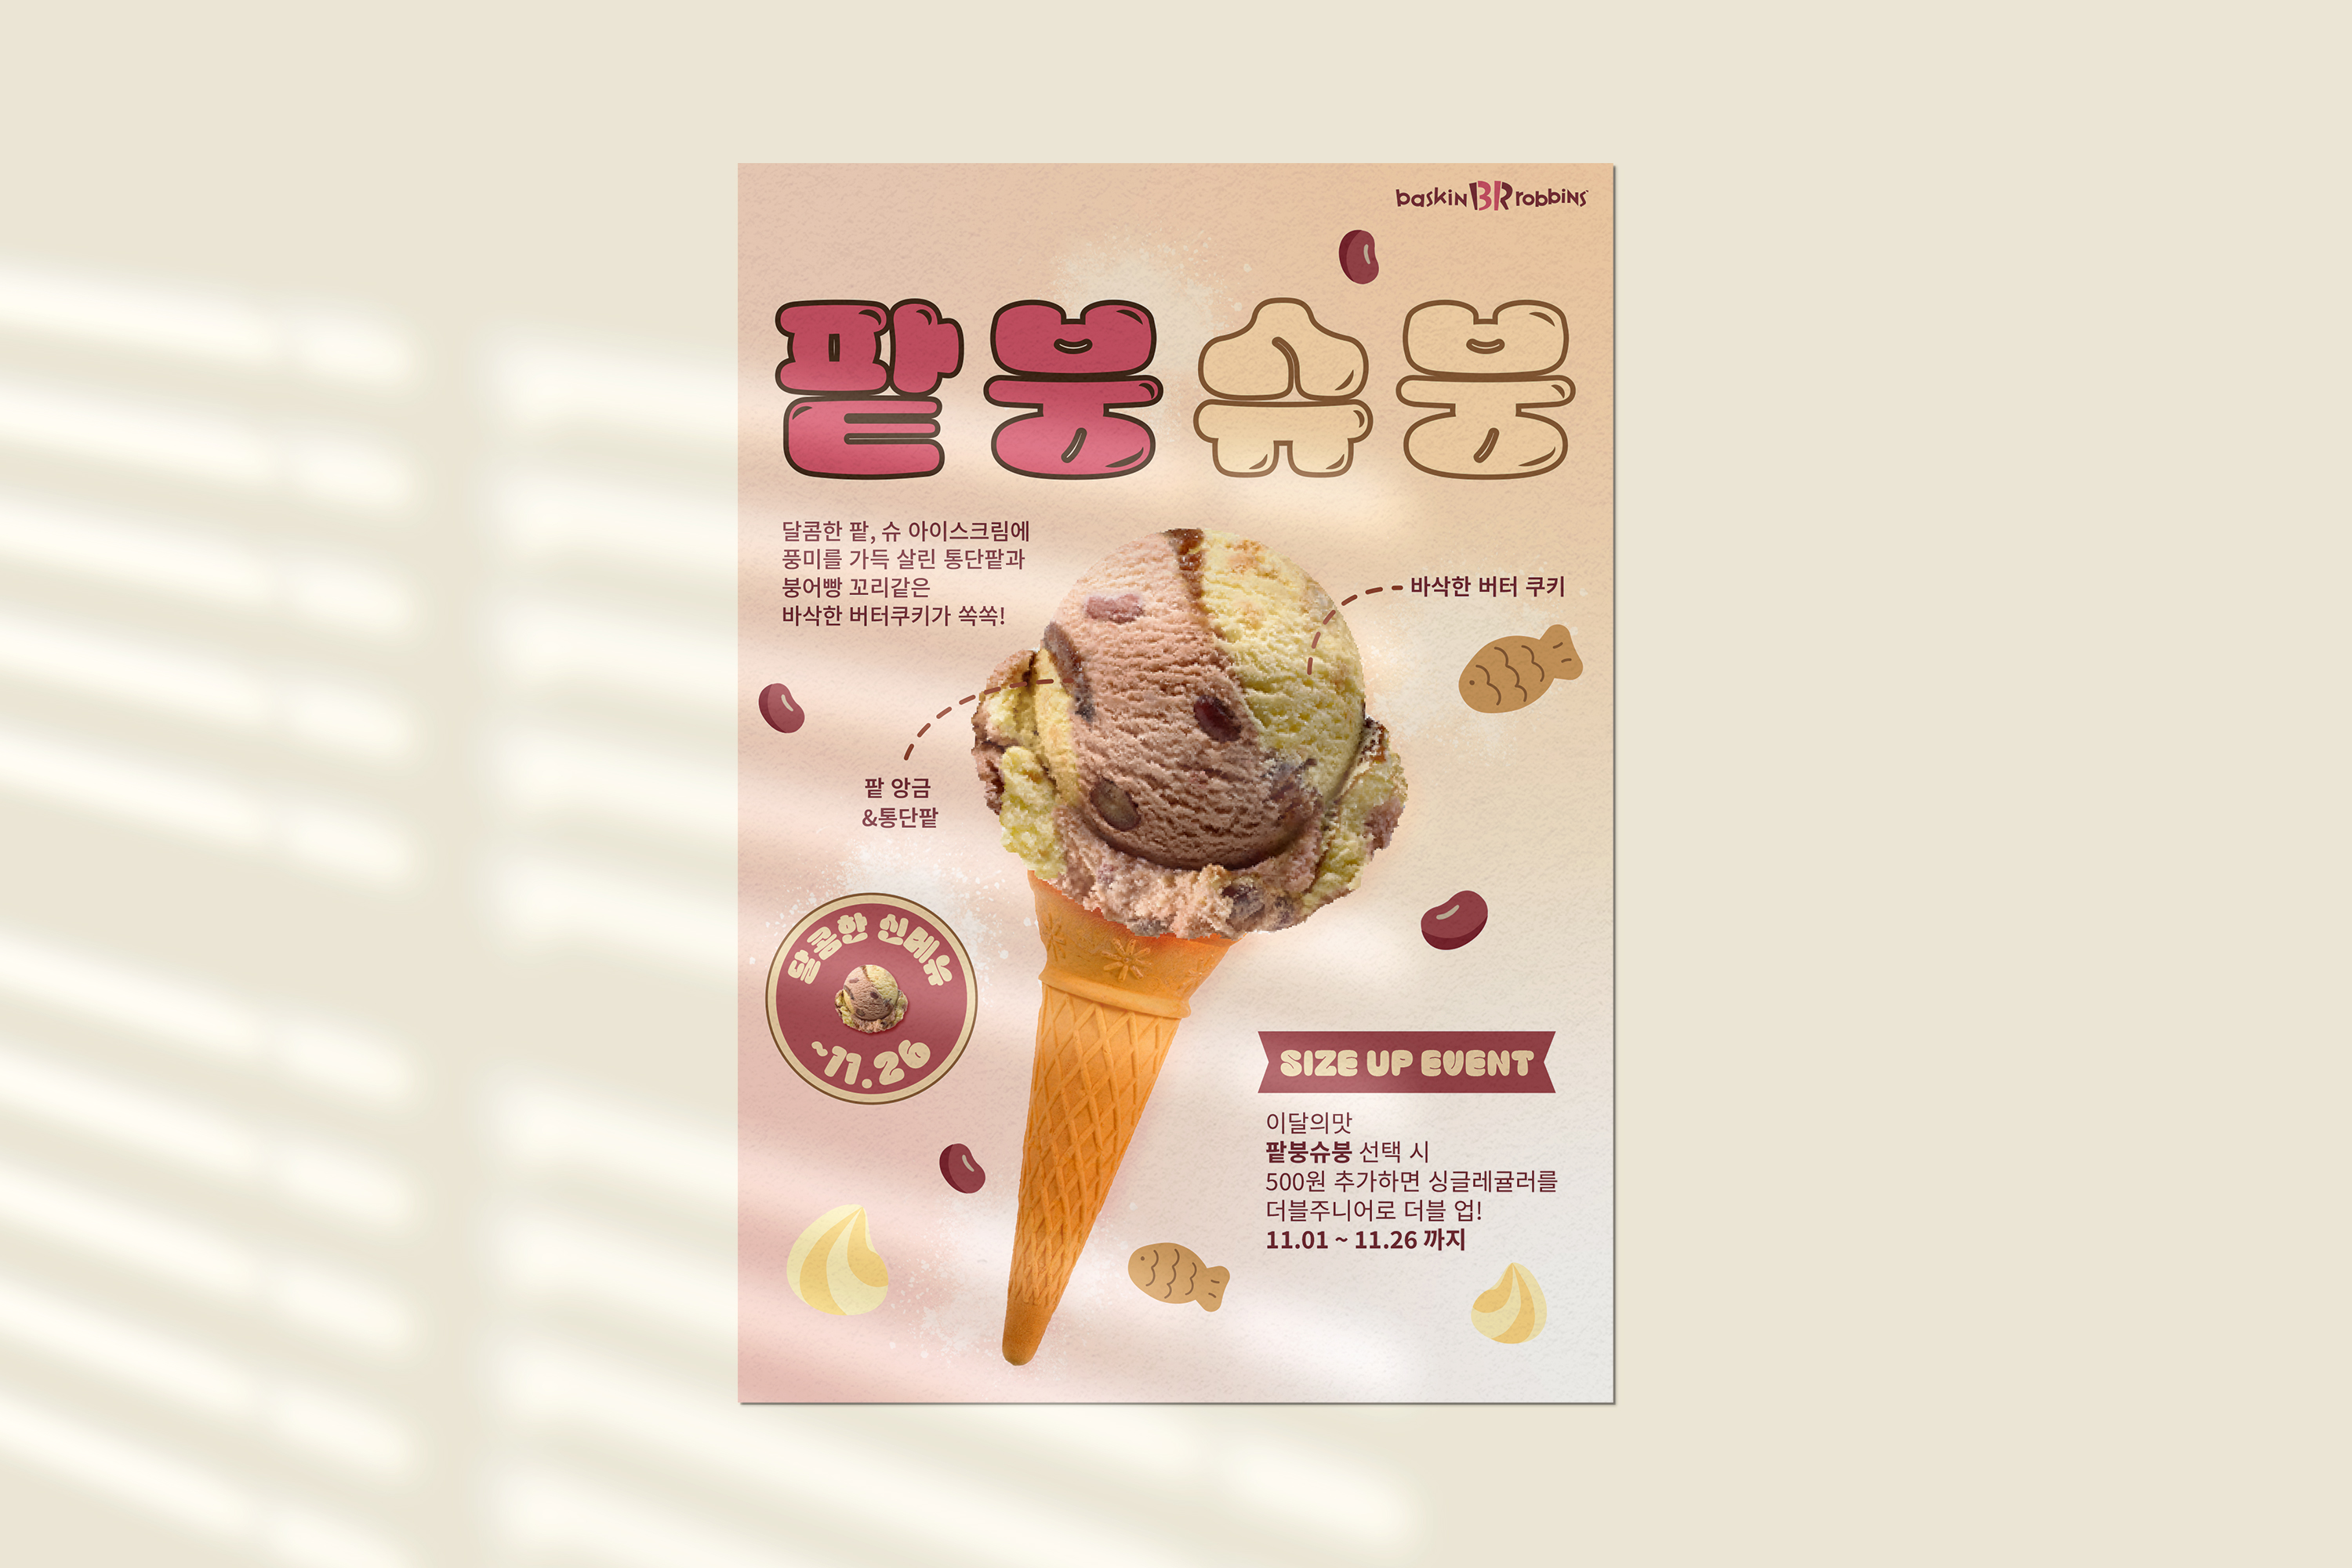 baskin BR robbins
팥붕슈붕
달콤한 팥, 슈 아이스크림에
풍미를 가득 살린 통단팥과
붕어빵 꼬리같은
바삭한 버터쿠키가 쏙쏙!
바삭한 버터 쿠키
팥 앙금
&통단팥
달콤한 신메뉴
~11.26
SIZE UP EVENT
이달의맛
팥붕슈붕 선택 시
500원 추가하면 싱글레귤러를
더블주니어로 더블 업!
11.01 ~ 11.26 까지